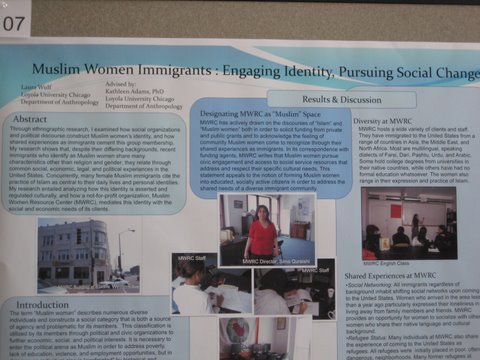 07
Muslim Women Immigrants : Engaging Identity, Pursuing Social Change
Laura Wulf
Loyola University Chicago
Department of Anthropology
Advised by:
Kathleen Adams, PhD
Loyola University Chicago
Department of Anthropology
Abstract
Through ethnographic research, I examined how social organizations
and political discourse construct Muslim women's identity, and how
shared experiences as immigrants cement this group membership.
My research shows that, despite their differing backgrounds, recent
immigrants who identify as Muslim women share many
characteristics other than religion and gender; they relate through
common social, economic, legal, and political experiences in the
United States. Concurrently, many female Muslim immigrants cite the
practice of Islam as central to their daily lives and personal identities.
My research entailed analyzing how this identity is asserted and
regulated culturally, and how a not-for-profit organization, Muslim
Women Resource Center (MWRC), mediates this identity with the
social and economic needs of its clients.
Introduction
The term "Muslim women" describes numerous diverse
individuals and constructs a social category that is both a source
of agency and problematic for its members. This classification is
utilized by its members through political and civic organizations to
further economic, social, and political interests. It is necessary to
enter the political arena as Muslim in order to address poverty,
lack of education, violence, and employment opportunities, but in
Results & Discussion
Designating MWRC as "Muslim" Space
MWRC has actively drawn on the discourses of "Islam" and
"Muslim women" both in order to solicit funding from private
and public grants and to acknowledge the feeling of
community Muslim women come to recognize through their
shared experiences as immigrants. In its correspondence with
funding agents, MWRC writes that Muslim women pursue
civic engagement and access to social service resources that
address and respect their specific cultural needs. This
statement appeals to the notion of forming Muslim women
into educated, socially active citizens in order to address the
shared needs of a diverse immigrant community
MWRC Staff
MWRC Director, Sima Quraishi
MWRC Staff
Diversity at MWRC
MWRC hosts a wide variety of clients and staff.
They have immigrated to the United States from a
range of countries in Asia, the Middle East, and
North Africa. Most are multilingual, speaking
dialects of Farsi, Dari, Pashtu, Urdu, and Arabic.
Some hold college degrees from universities in
their native countries, while others have had no
formal education whatsoever. The women also
range in their expression and practice of Islam.
MWRC English Class
Shared Experiences at MWRC
•Social Networking: All immigrants regardless of
background inhabit shifting social networks upon coming
to the United States. Women who arrived in the area less
than a year ago particularly expressed their loneliness in
living away from family members and friends. MWRC
provides an opportunity for women to socialize with other
women who share their native language and cultural
background.
•Refugee Status: Many individuals at MWRC also share
the experience of coming to the United States as
refugees. All refugees were initially placed in poor, often